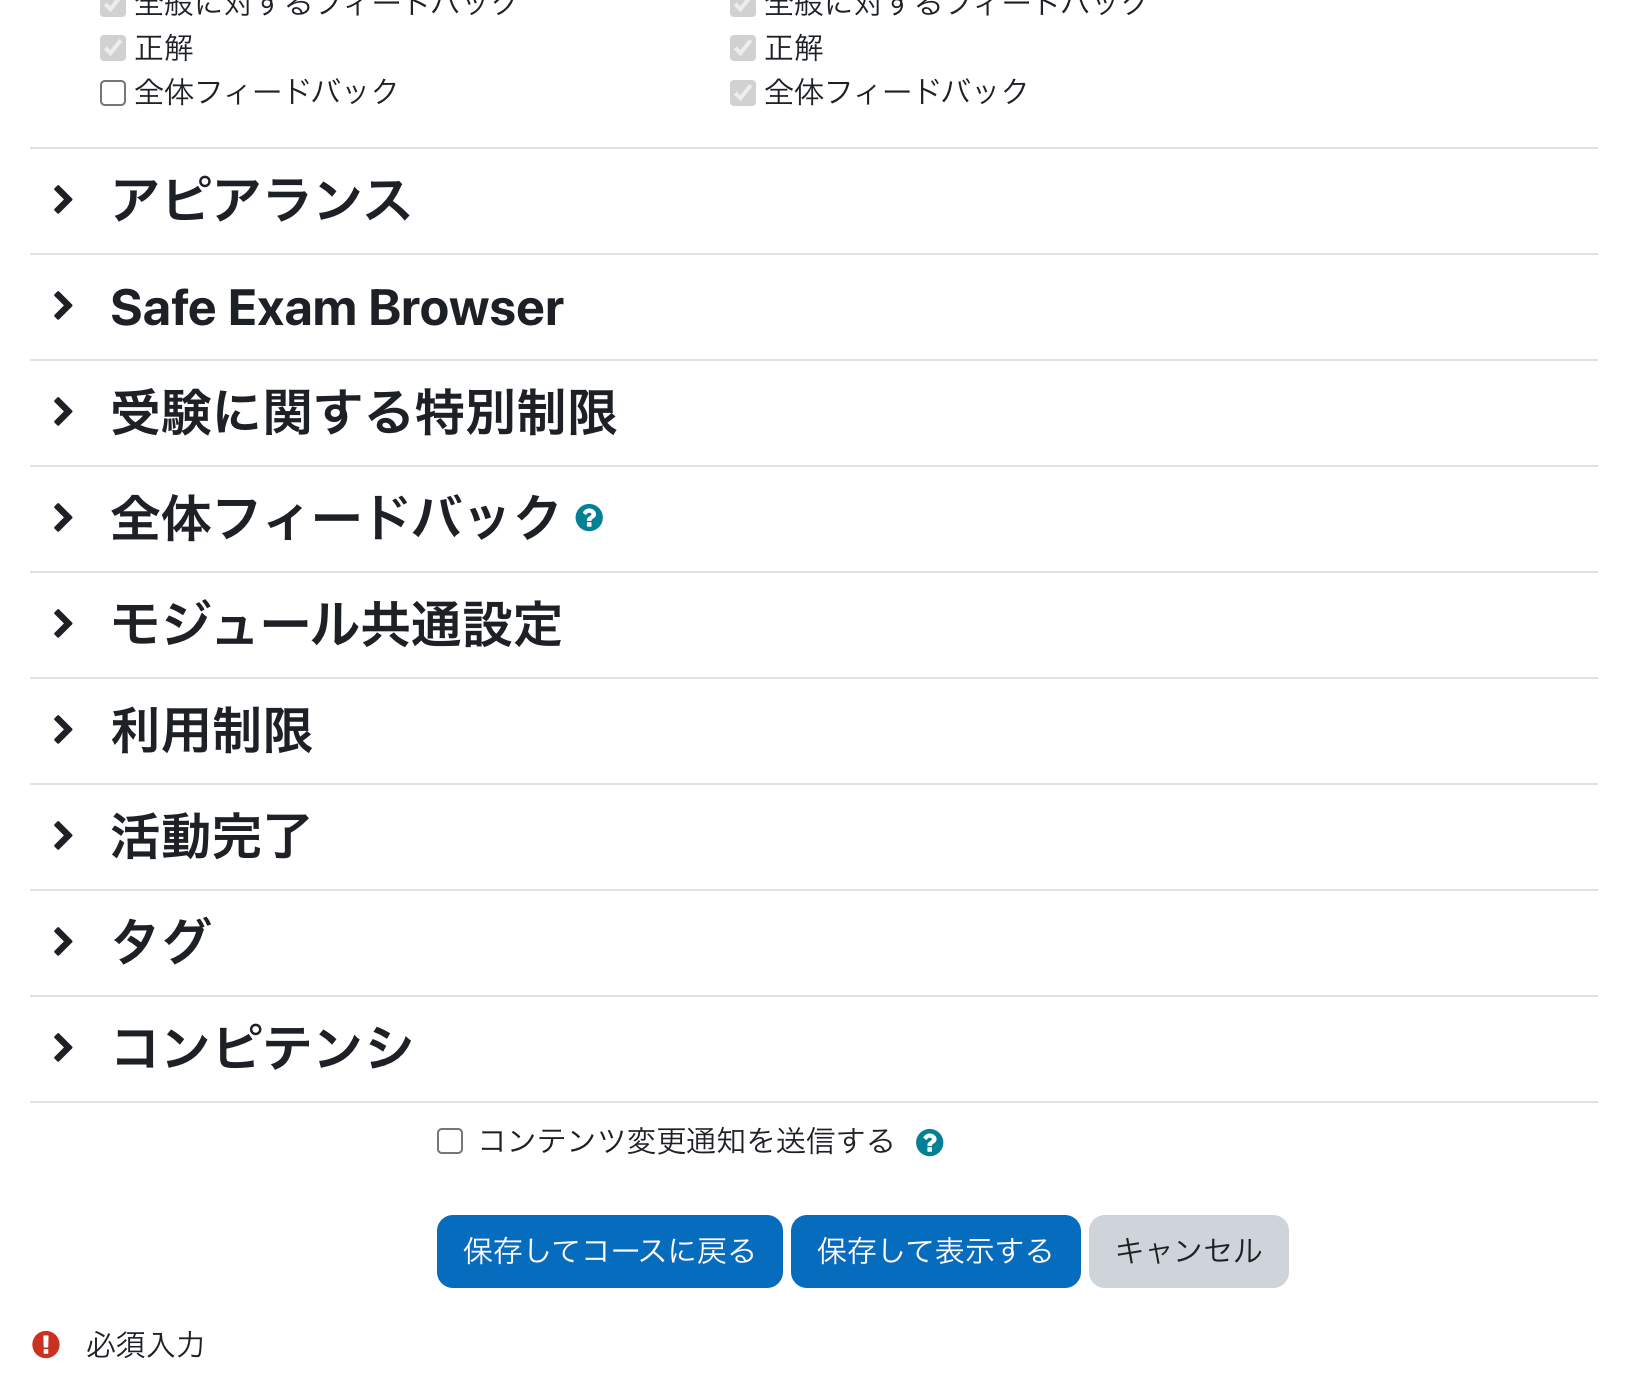 全般に対するフィードバック 全般に対するフィードバック
正解 正解
全体フィードバック 全体フィードバック
アピアランス
Safe Exam Browser
受験に関する特別制限
全体フィードバック
モジュール共通設定
利用制限
活動完了
タグ
コンピテンシ
コンテンツ変更通知を送信する
保存してコースに戻る 保存して表示する キャンセル
必須入力